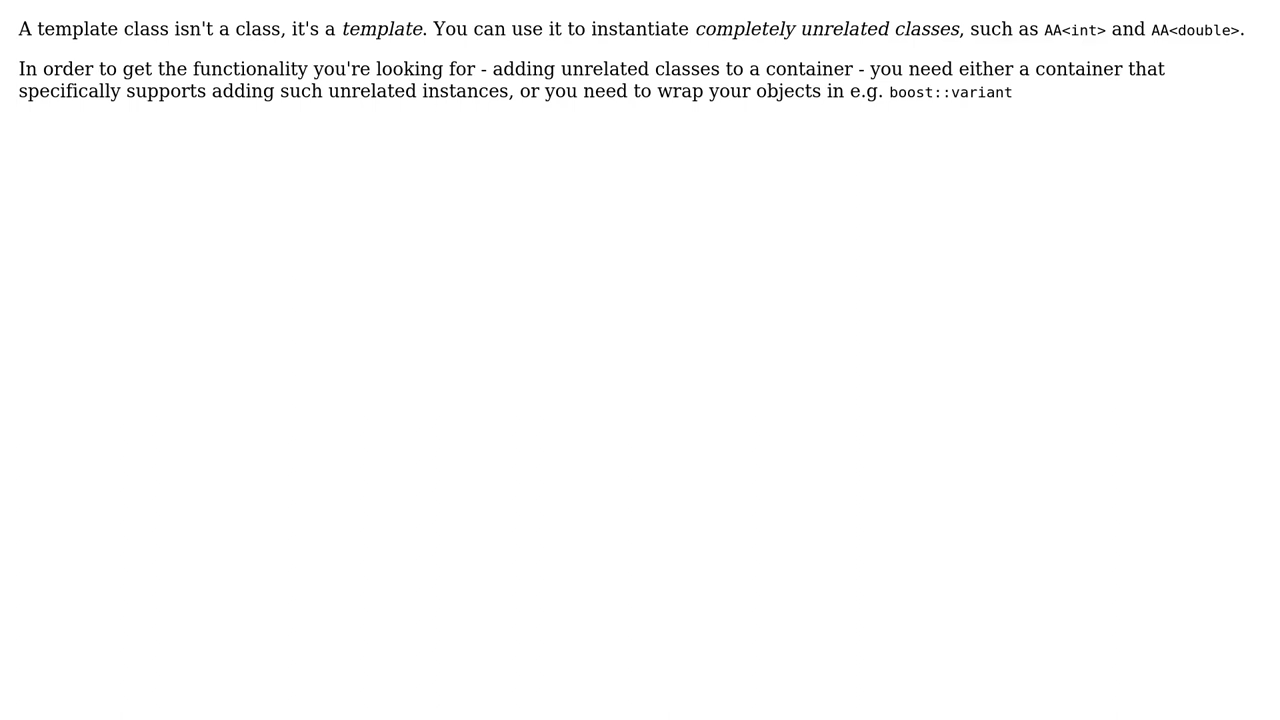 A template class isn't a class, it's a template. You can use it to instantiate completely unrelated classes, such as AA<int> and AA<double>.
In order to get the functionality you're looking for - adding unrelated classes to a container - you need either a container that
specifically supports adding such unrelated instances, or you need to wrap your objects in e.g. boost::variant